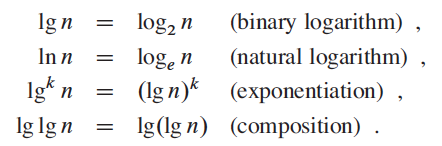 lg n = log₂ n (binary logarithm) ,
ln n = logₑ n (natural logarithm) ,
lgᵏ n = (lg n)ᵏ (exponentiation) ,
lg lg n = lg(lg n) (composition) .